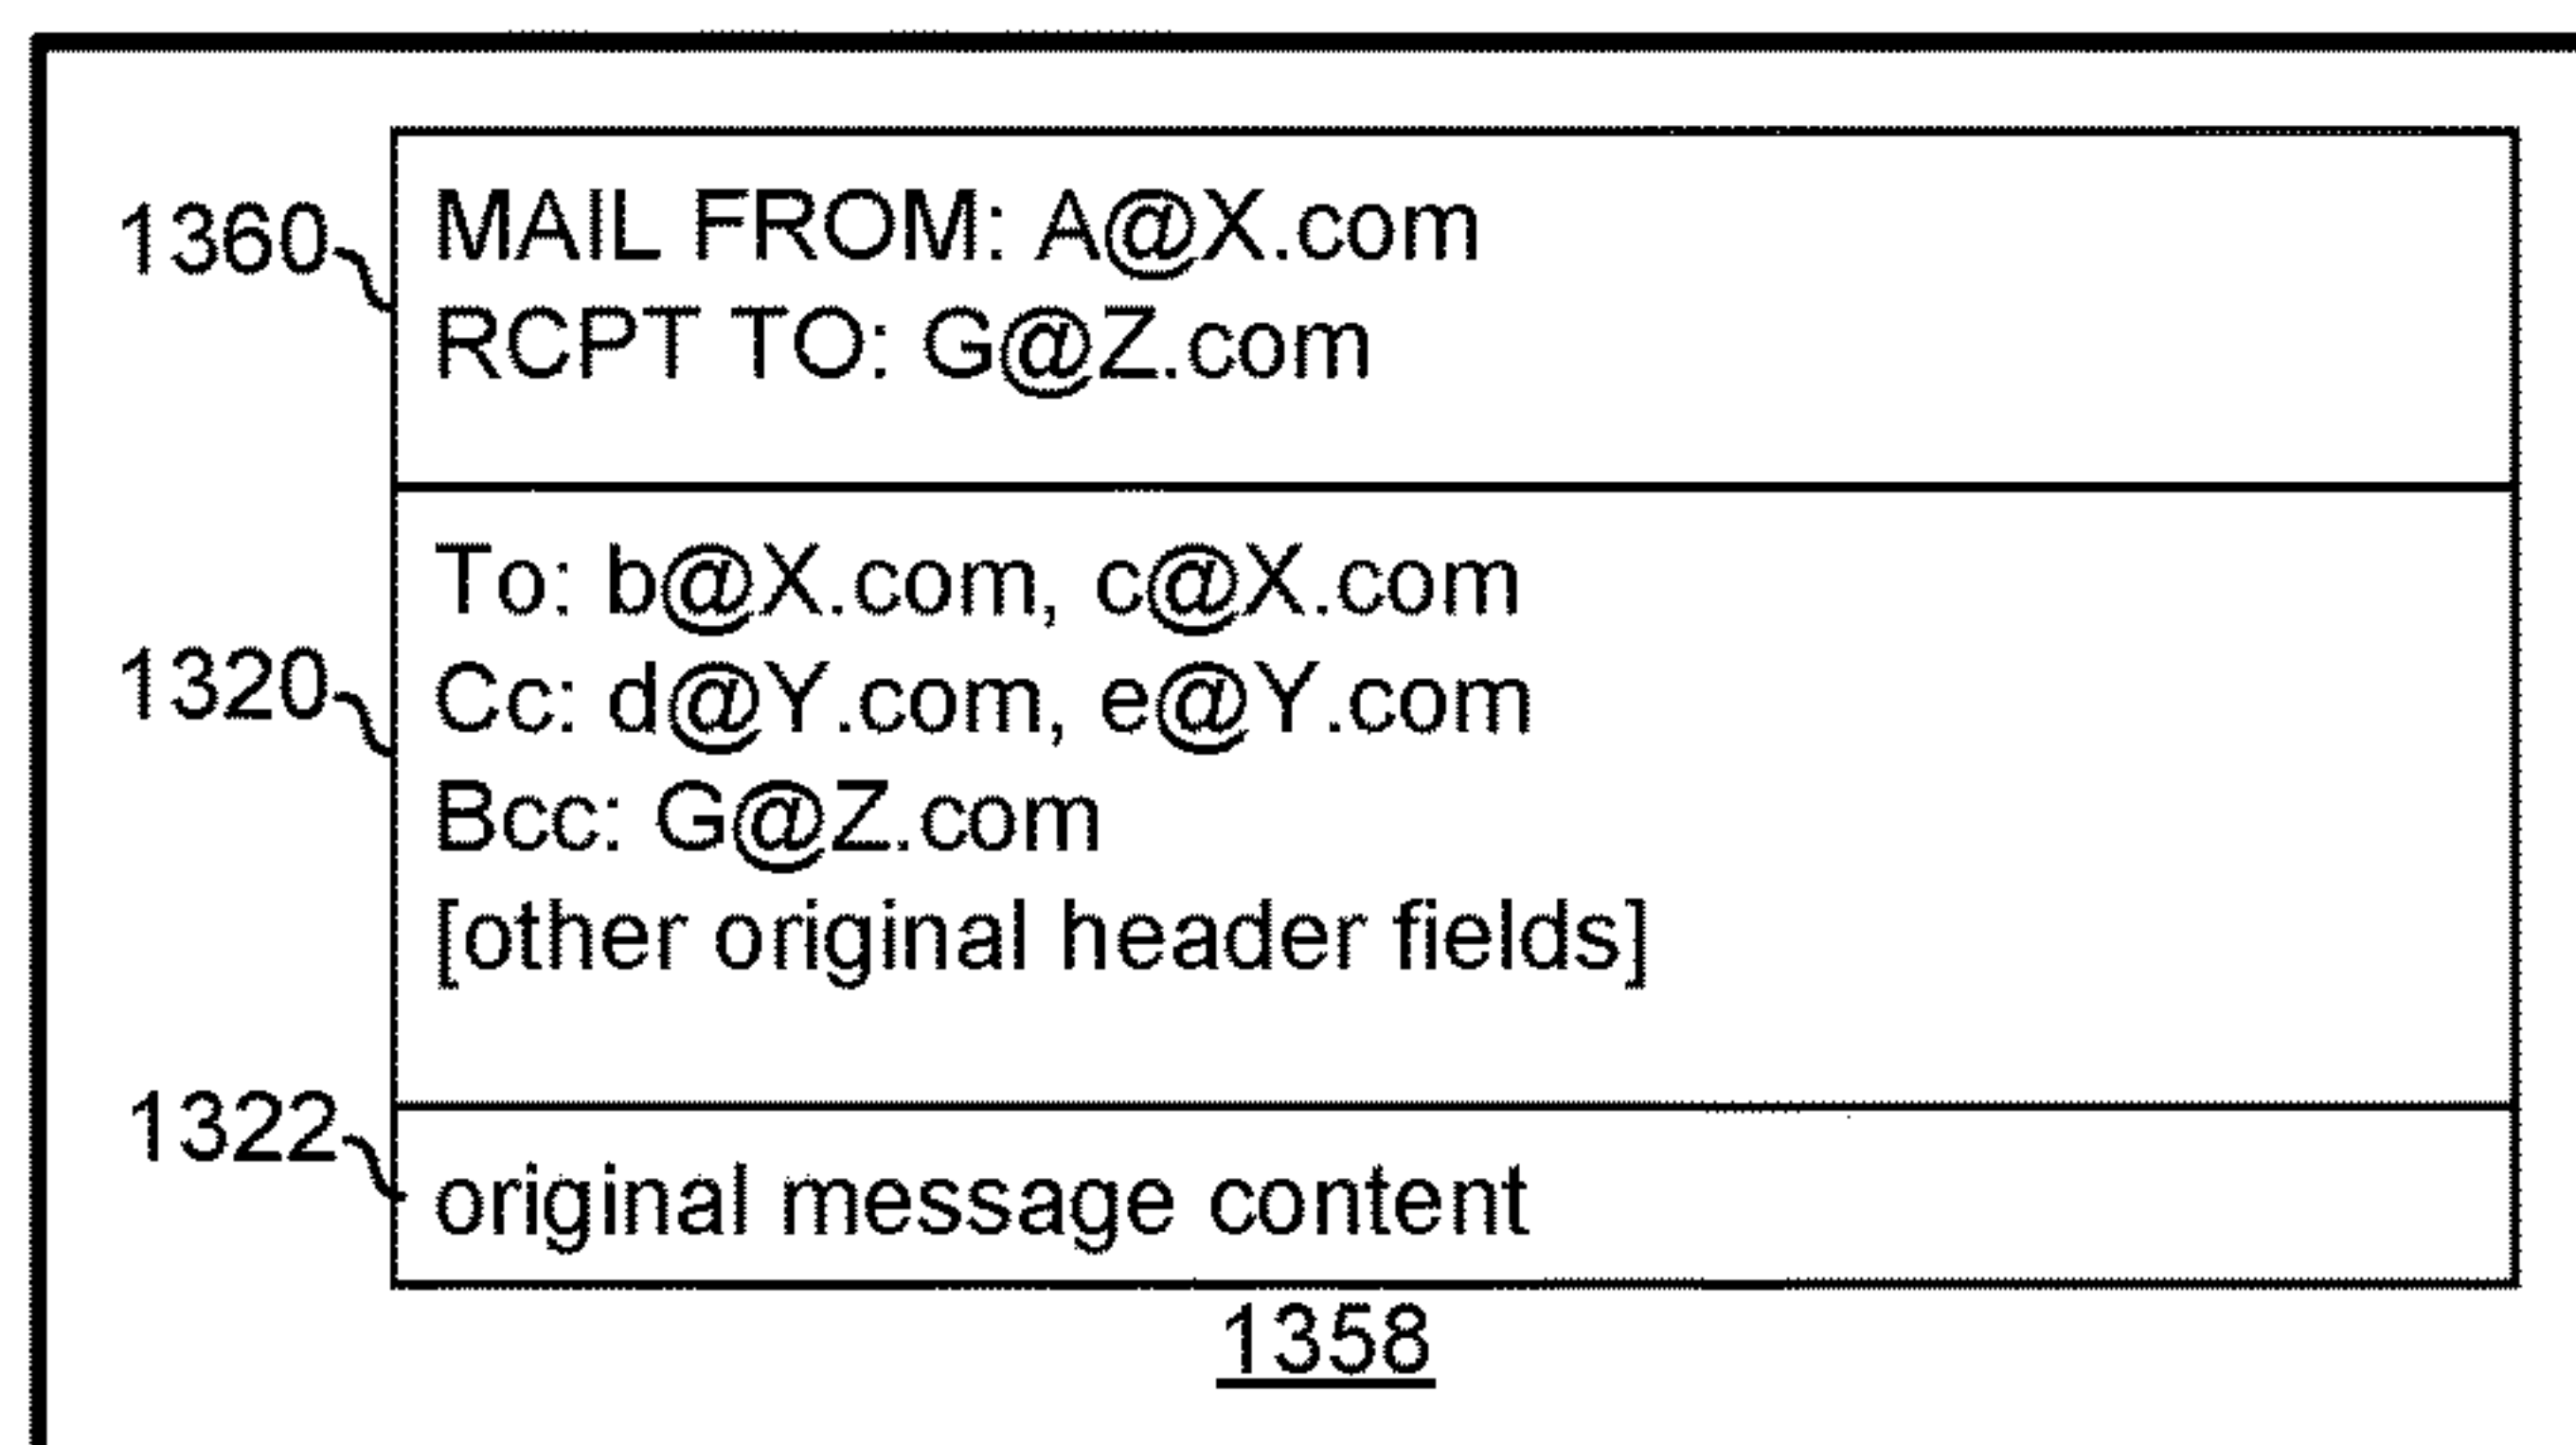 1360
MAIL FROM: A@X.com
RCPT TO: G@Z.com
1320
To: b@X.com, c@X.com
Cc: d@Y.com, e@Y.com
Bcc: G@Z.com
[other original header fields]
1322
original message content
1358